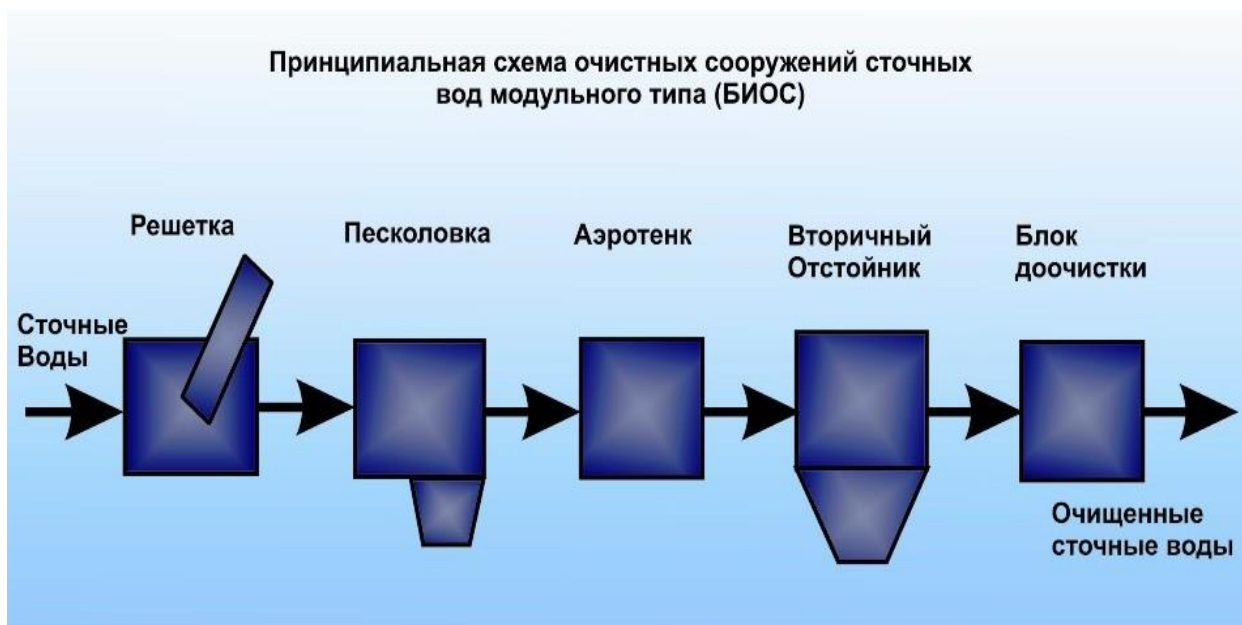 Принципиальная схема очистных сооружений сточных
вод модульного типа (БИОС)
Решетка
Песколовка
Аэротенк
Вторичный
Отстойник
Блок
доочистки
Сточные
Воды
Очищенные
сточные воды